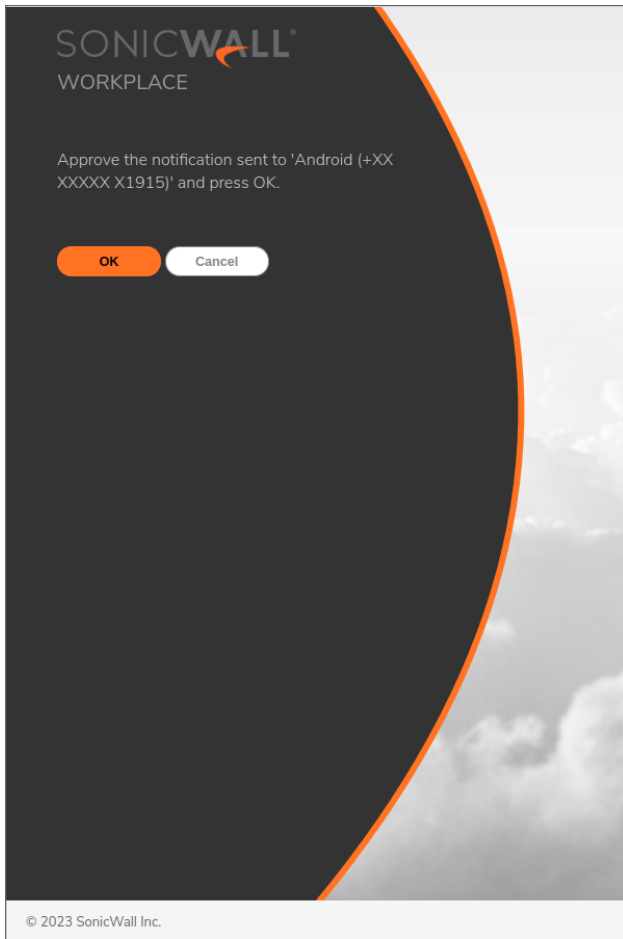 SONICWALL®
WORKPLACE
Approve the notification sent to 'Android (+XX
XXXXX X1915)' and press OK.
OK Cancel
© 2023 SonicWall Inc.